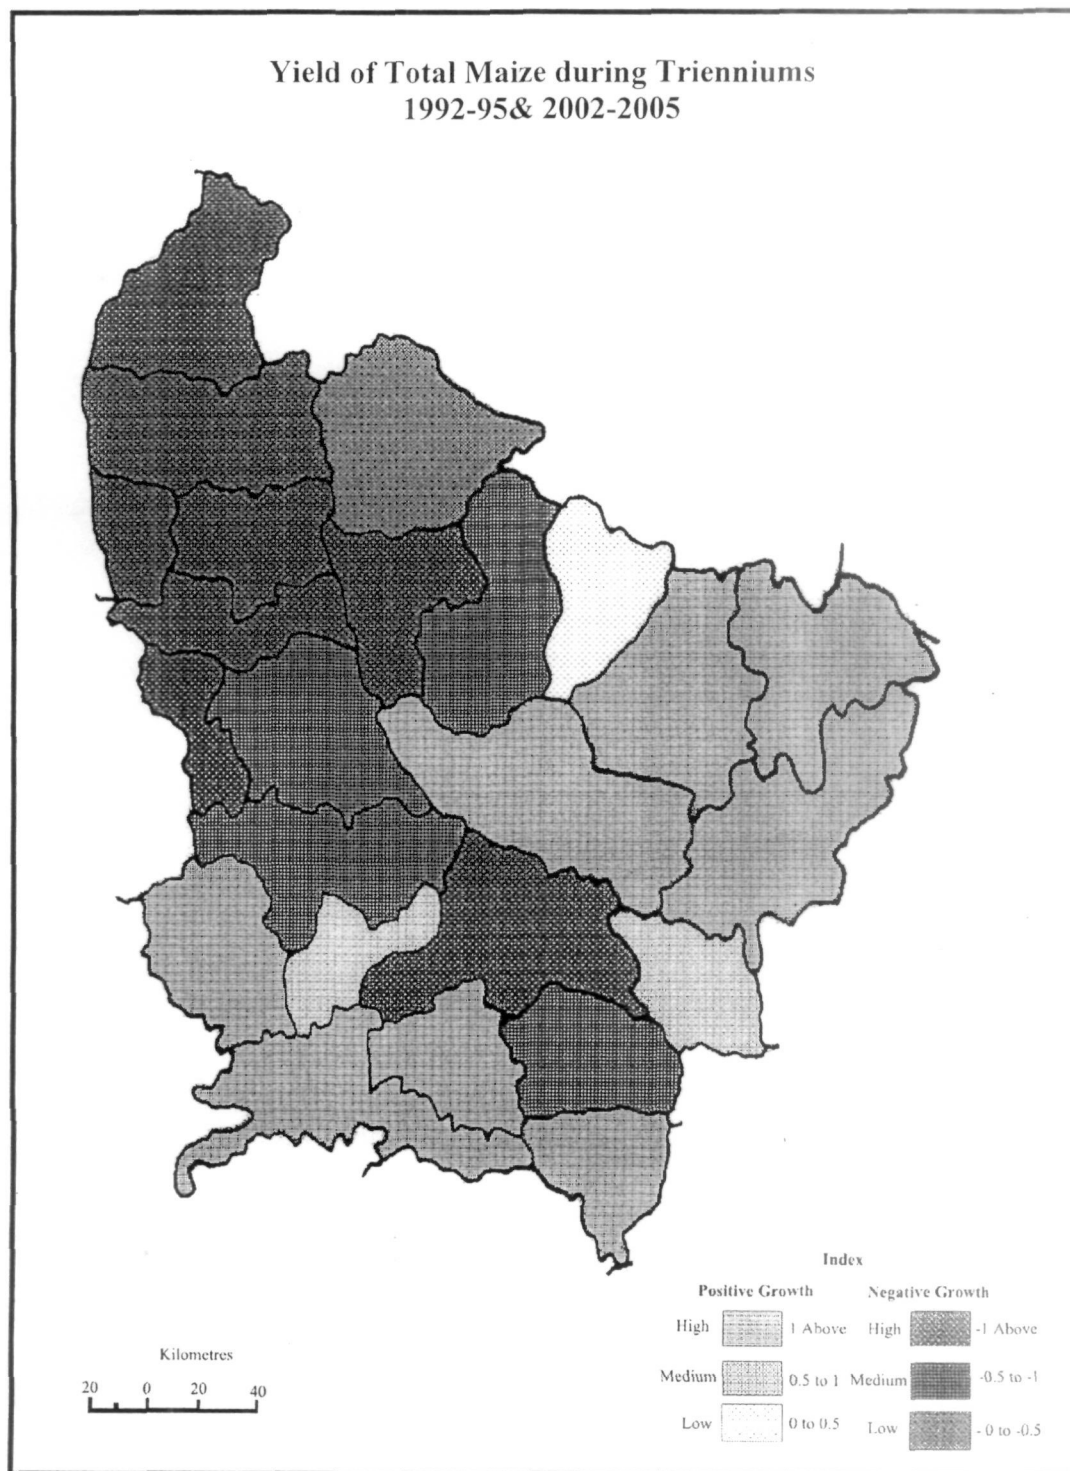 Yield of Total Maize during Trienniums
1992-95& 2002-2005
Index
Positive Growth Negative Growth
High 1 Above High -1 Above
Medium 0.5 to 1 Medium -0.5 to -1
Low 0 to 0.5 Low - 0 to -0.5
Kilometres
20 0 20 40